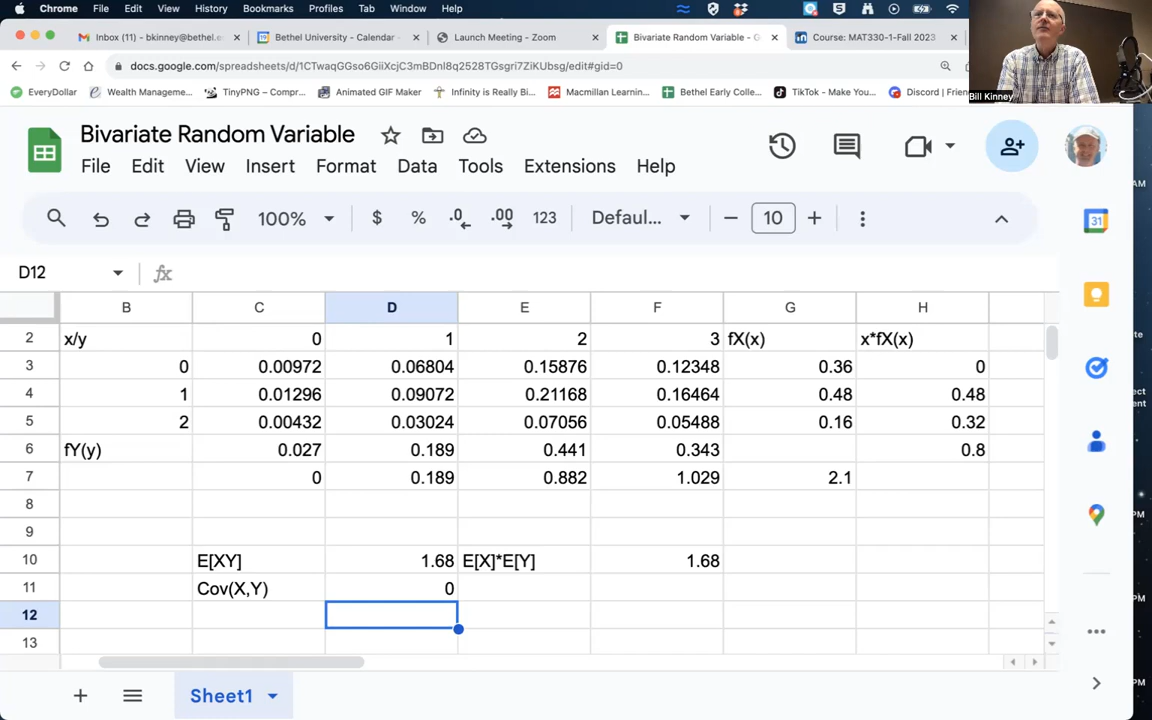 Chrome File Edit View History Bookmarks Profiles Tab Window Help
Inbox (11) - bkinney@bethel.e
Bethel University - Calendar -
Launch Meeting - Zoom
Bivariate Random Variable - G
Course: MAT330-1-Fall 2023
docs.google.com/spreadsheets/d/1CTwaqGGso6GiiXcjC3mBDnl8q2528TGsgri7ZiKUbsg/edit#gid=0
EveryDollar Wealth Manageme... TinyPNG – Compr... Animated GIF Maker Infinity is Really Bi... Macmillan Learning... Bethel Early Colle... TikTok - Make You... Discord | Frien
Bill Kinney
Bivariate Random Variable
File Edit View Insert Format Data Tools Extensions Help
100% $ % .0 .00 123 Defaul... 10
31
D12 fx
B C D E F G H
2 x/y 0 1 2 3 fX(x) x*fX(x)
3 0 0.00972 0.06804 0.15876 0.12348 0.36 0
4 1 0.01296 0.09072 0.21168 0.16464 0.48 0.48
5 2 0.00432 0.03024 0.07056 0.05488 0.16 0.32
6 fY(y) 0.027 0.189 0.441 0.343 0.8
7 0 0.189 0.882 1.029 2.1
8
9
10 E[XY] 1.68 E[X]*E[Y] 1.68
11 Cov(X,Y) 0
12
13
Sheet1
AM
PM
PM
PM